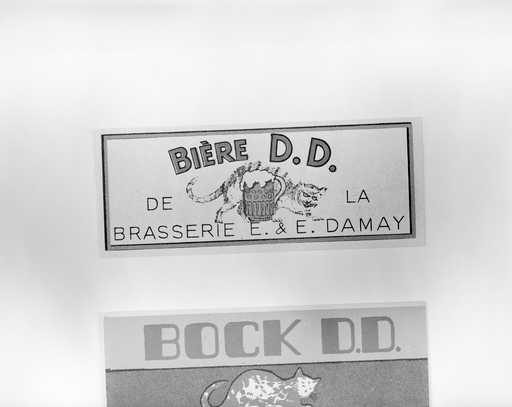 BIÈRE D.D.
DE LA
BRASSERIE E. & E. DAMAY
BOCK D.D.